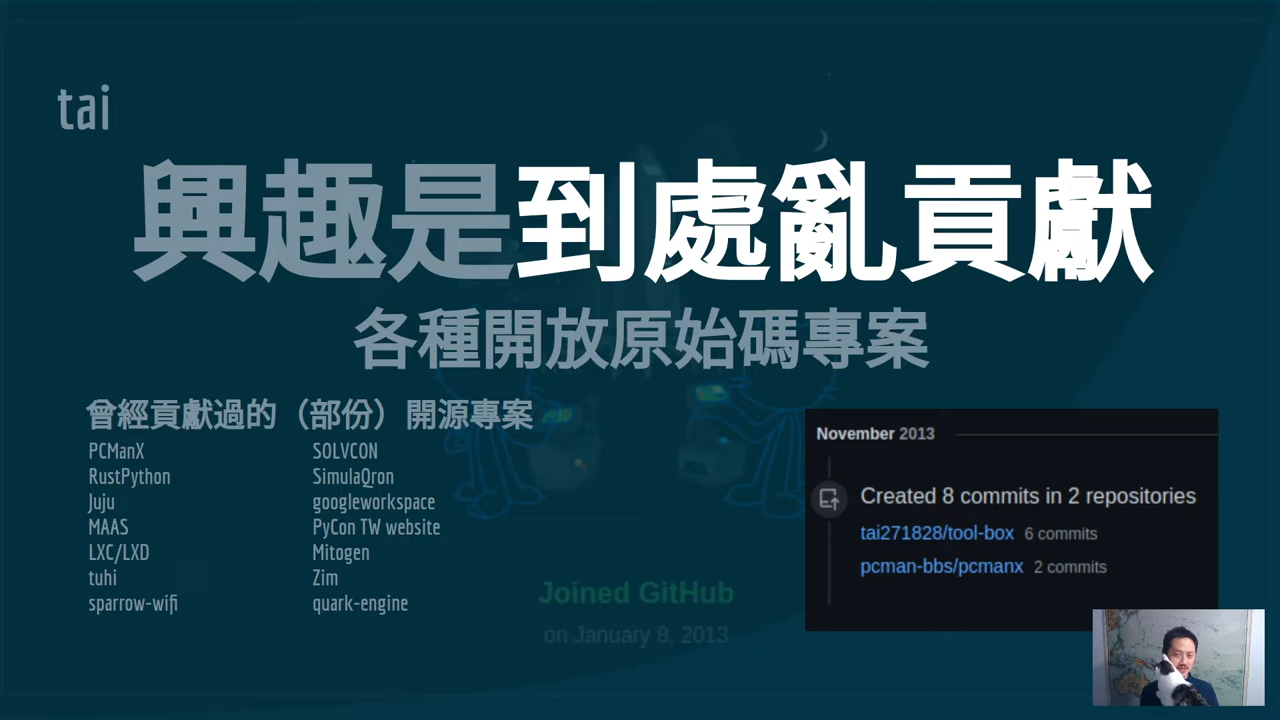 tai
興趣是到處亂貢獻
各種開放原始碼專案
曾經貢獻過的（部份）開源專案
PCManX
RustPython
Juju
MAAS
LXC/LXD
tuhi
sparrow-wifi
SOLVCON
SimulaQron
googleworkspace
PyCon TW website
Mitogen
Zim
quark-engine
Joined GitHub
on January 8, 2013
November 2013
Created 8 commits in 2 repositories
tai271828/tool-box 6 commits
pcman-bbs/pcmanx 2 commits